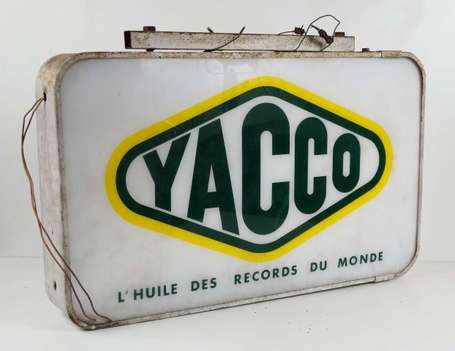 YACCO
L'HUILE DES RECORDS DU MONDE